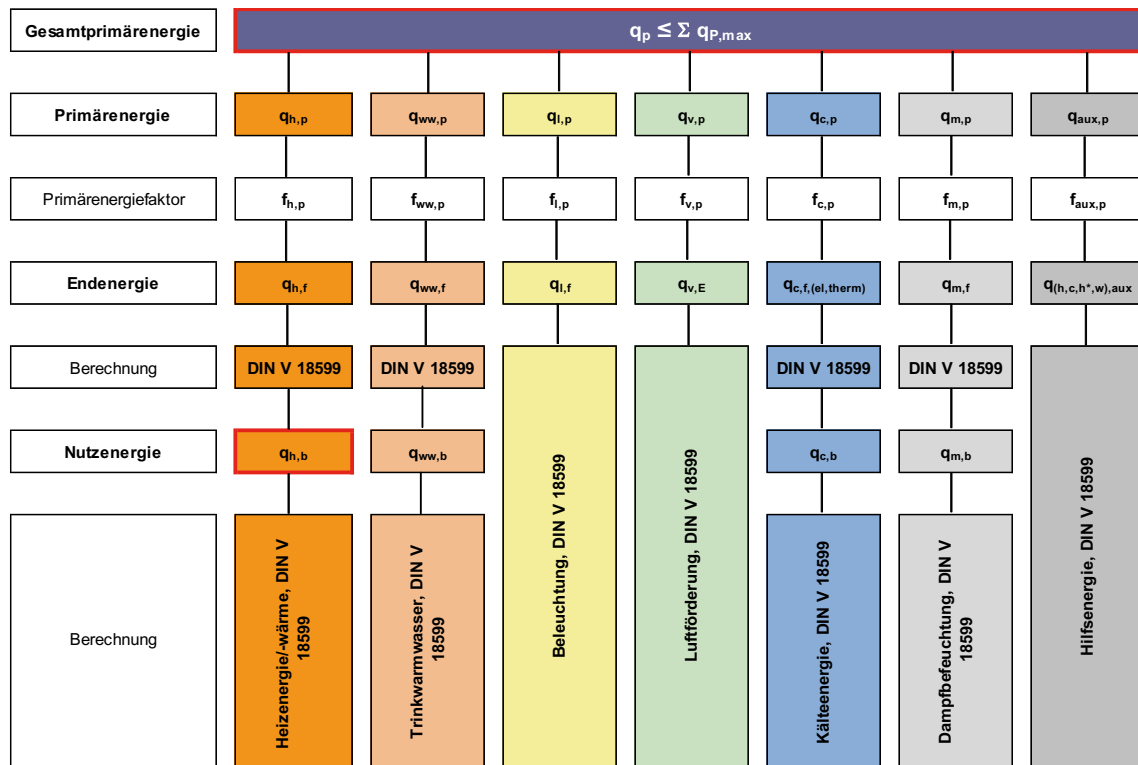 Gesamtprimärenergie
q_p ≤ Σ q_P,max
Primärenergie
q_h,p
q_ww,p
q_l,p
q_v,p
q_c,p
q_m,p
q_aux,p
Primärenergiefaktor
f_h,p
f_ww,p
f_l,p
f_v,p
f_c,p
f_m,p
f_aux,p
Endenergie
q_h,f
q_ww,f
q_l,f
q_v,E
q_c,f,(el,therm)
q_m,f
q_(h,c,h*,w),aux
Berechnung
DIN V 18599
DIN V 18599
DIN V 18599
DIN V 18599
Nutzenergie
q_h,b
q_ww,b
q_c,b
q_m,b
Berechnung
Heizenergie/-wärme, DIN V
18599
Trinkwarmwasser, DIN V
18599
Beleuchtung, DIN V 18599
Luftförderung, DIN V 18599
Kälteenergie, DIN V 18599
Dampfbefeuchtung, DIN V
18599
Hilfsenergie, DIN V 18599